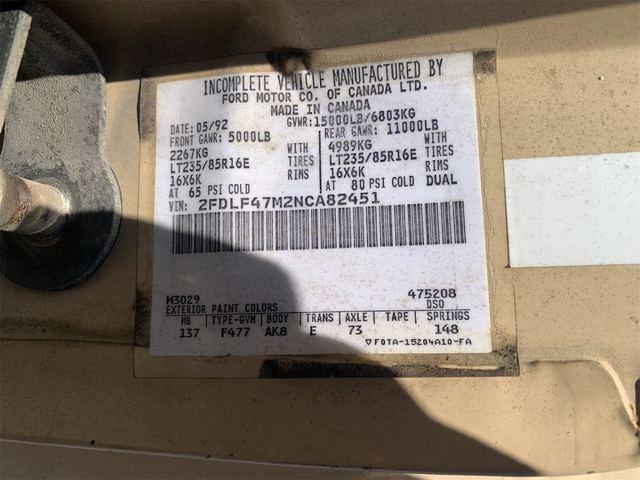 INCOMPLETE VEHICLE MANUFACTURED BY
FORD MOTOR CO. OF CANADA LTD.
MADE IN CANADA
DATE: 05/92 GVWR: 15000LB/6803KG
FRONT GAWR: 5000LB REAR GAWR: 11000LB
2267KG WITH 4989KG WITH
LT235/85R16E TIRES LT235/85R16E TIRES
16X6K RIMS 16X6K RIMS
AT 65 PSI COLD AT 80 PSI COLD DUAL
VIN: 2FDLF47M2NCA82451
W3029 475208
EXTERIOR PAINT COLORS DSO
WB TYPE-GVW BODY TRANS AXLE TAPE SPRINGS
137 F477 AK8 E 73 148
▽ F0TA-15204A10-FA